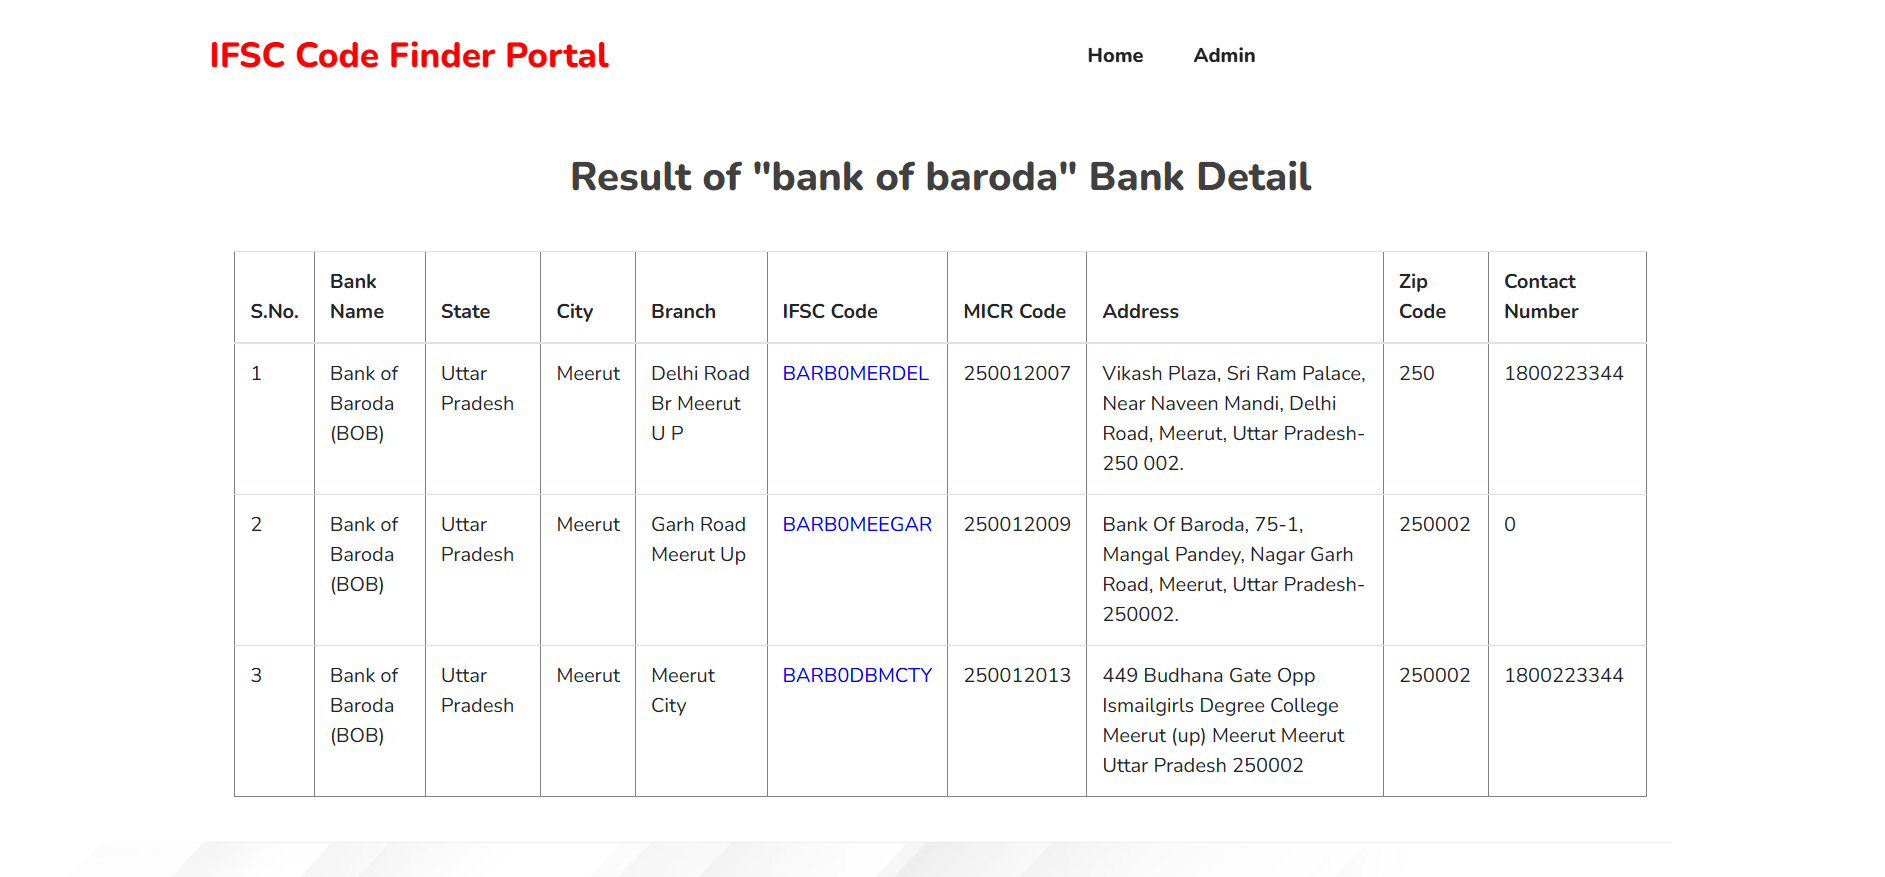 IFSC Code Finder Portal
Home Admin
Result of "bank of baroda" Bank Detail
S.No. Bank Name State City Branch IFSC Code MICR Code Address Zip Code Contact Number
1 Bank of Baroda (BOB) Uttar Pradesh Meerut Delhi Road Br Meerut U P BARB0MERDEL 250012007 Vikash Plaza, Sri Ram Palace, Near Naveen Mandi, Delhi Road, Meerut, Uttar Pradesh-250 002. 250 1800223344
2 Bank of Baroda (BOB) Uttar Pradesh Meerut Garh Road Meerut Up BARB0MEEGAR 250012009 Bank Of Baroda, 75-1, Mangal Pandey, Nagar Garh Road, Meerut, Uttar Pradesh-250002. 250002 0
3 Bank of Baroda (BOB) Uttar Pradesh Meerut Meerut City BARB0DBMCTY 250012013 449 Budhana Gate Opp Ismailgirls Degree College Meerut (up) Meerut Meerut Uttar Pradesh 250002 250002 1800223344